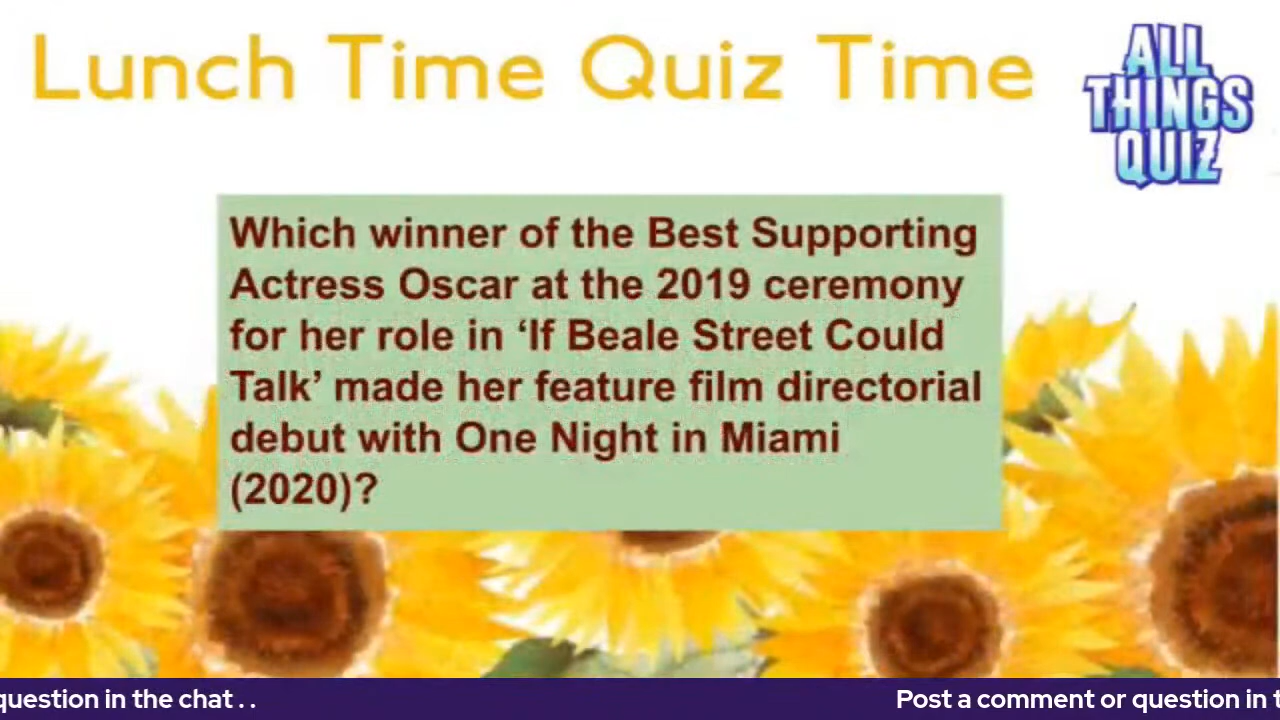 Lunch Time Quiz Time
ALL
THINGS
QUIZ
Which winner of the Best Supporting
Actress Oscar at the 2019 ceremony
for her role in ‘If Beale Street Could
Talk’ made her feature film directorial
debut with One Night in Miami
(2020)?
question in the chat . .
Post a comment or question in t